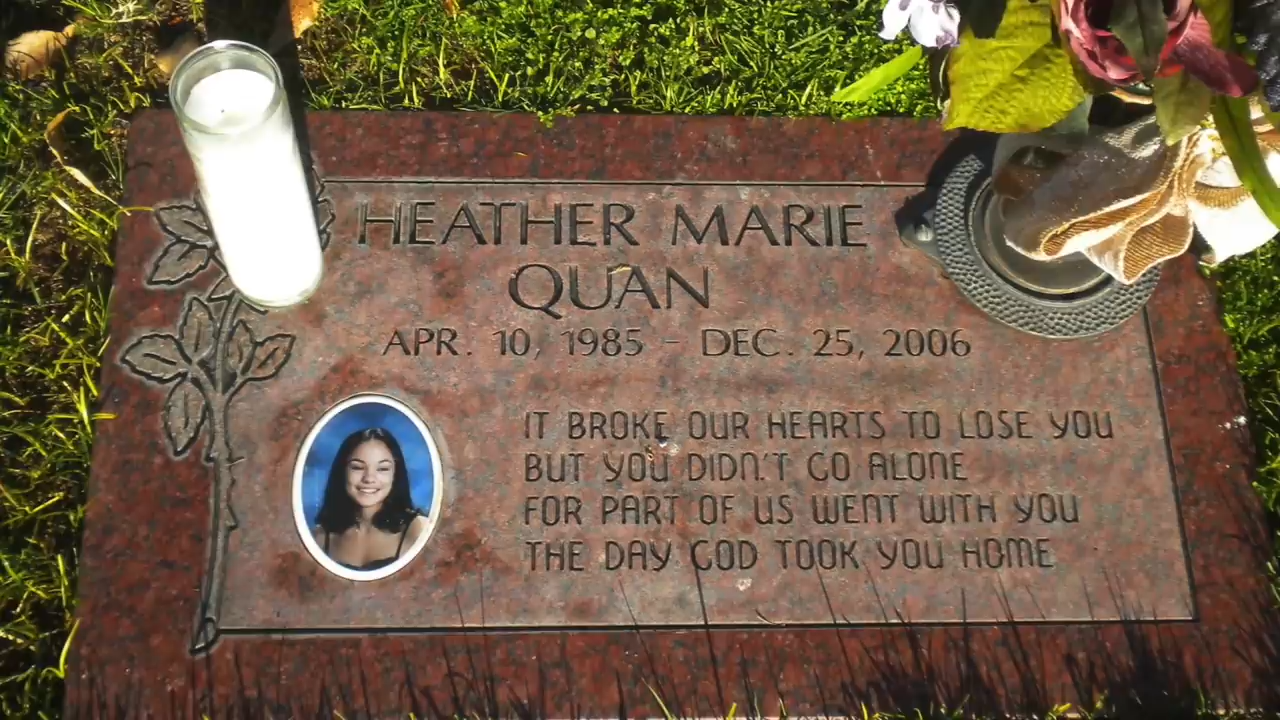 HEATHER MARIE
QUAN
APR. 10, 1985 - DEC. 25, 2006
IT BROKE OUR HEARTS TO LOSE YOU
BUT YOU DIDN'T GO ALONE
FOR PART OF US WENT WITH YOU
THE DAY GOD TOOK YOU HOME